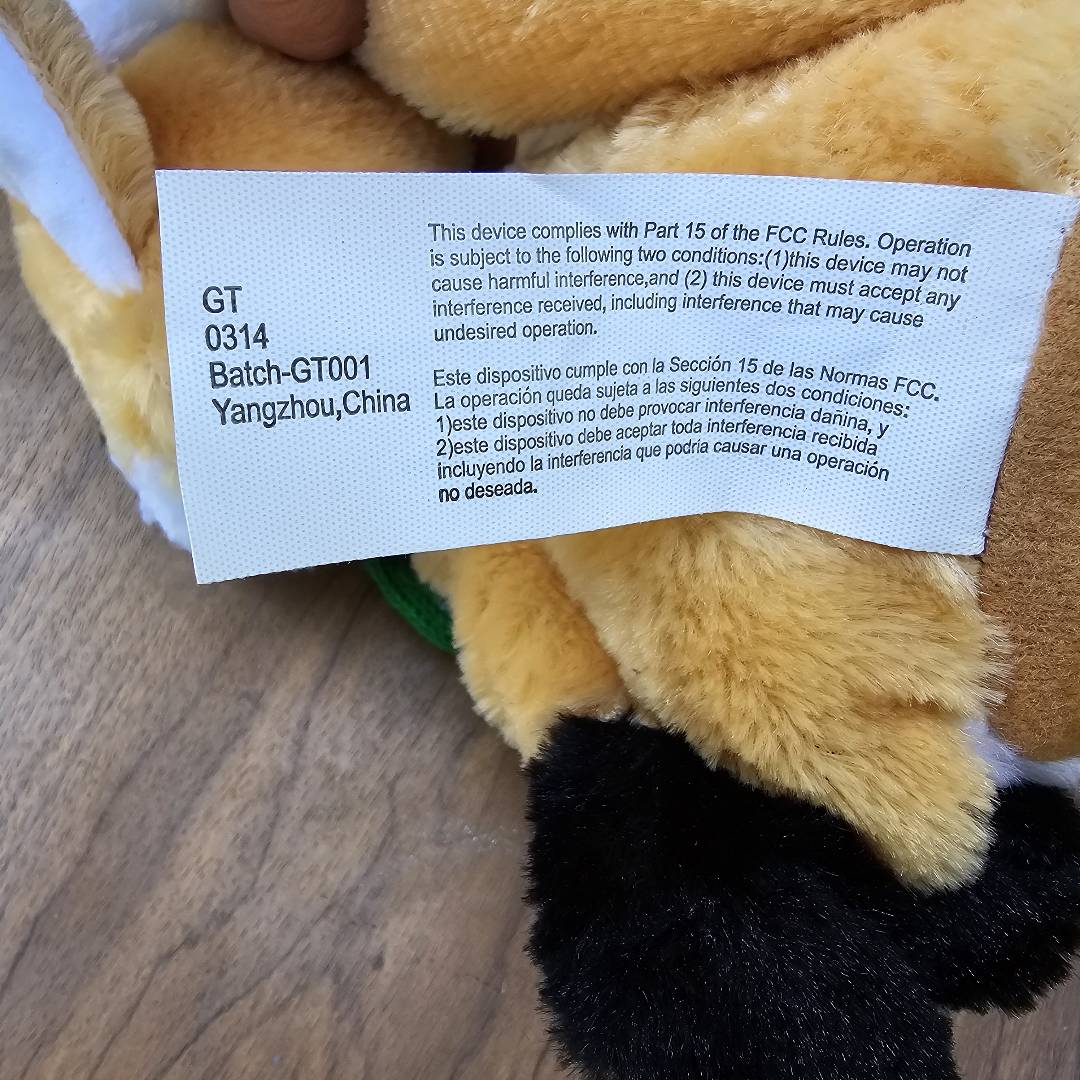 GT
0314
Batch-GT001
Yangzhou,China
This device complies with Part 15 of the FCC Rules. Operation
is subject to the following two conditions:(1)this device may not
cause harmful interference,and (2) this device must accept any
interference received, including interference that may cause
undesired operation.
Este dispositivo cumple con la Sección 15 de las Normas FCC.
La operación queda sujeta a las siguientes dos condiciones:
1)este dispositivo no debe provocar interferencia dañina, y
2)este dispositivo debe aceptar toda interferencia recibida
incluyendo la interferencia que podría causar una operación
no deseada.